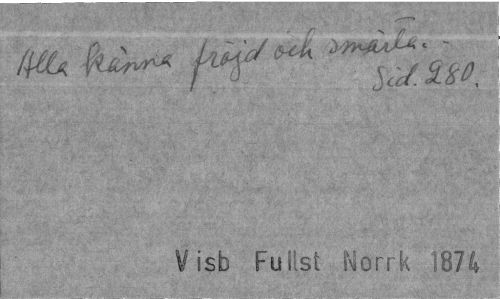 Alla känna fröjd och smärta. -
Sid. 280.
Visb Fullst Norrk 1874